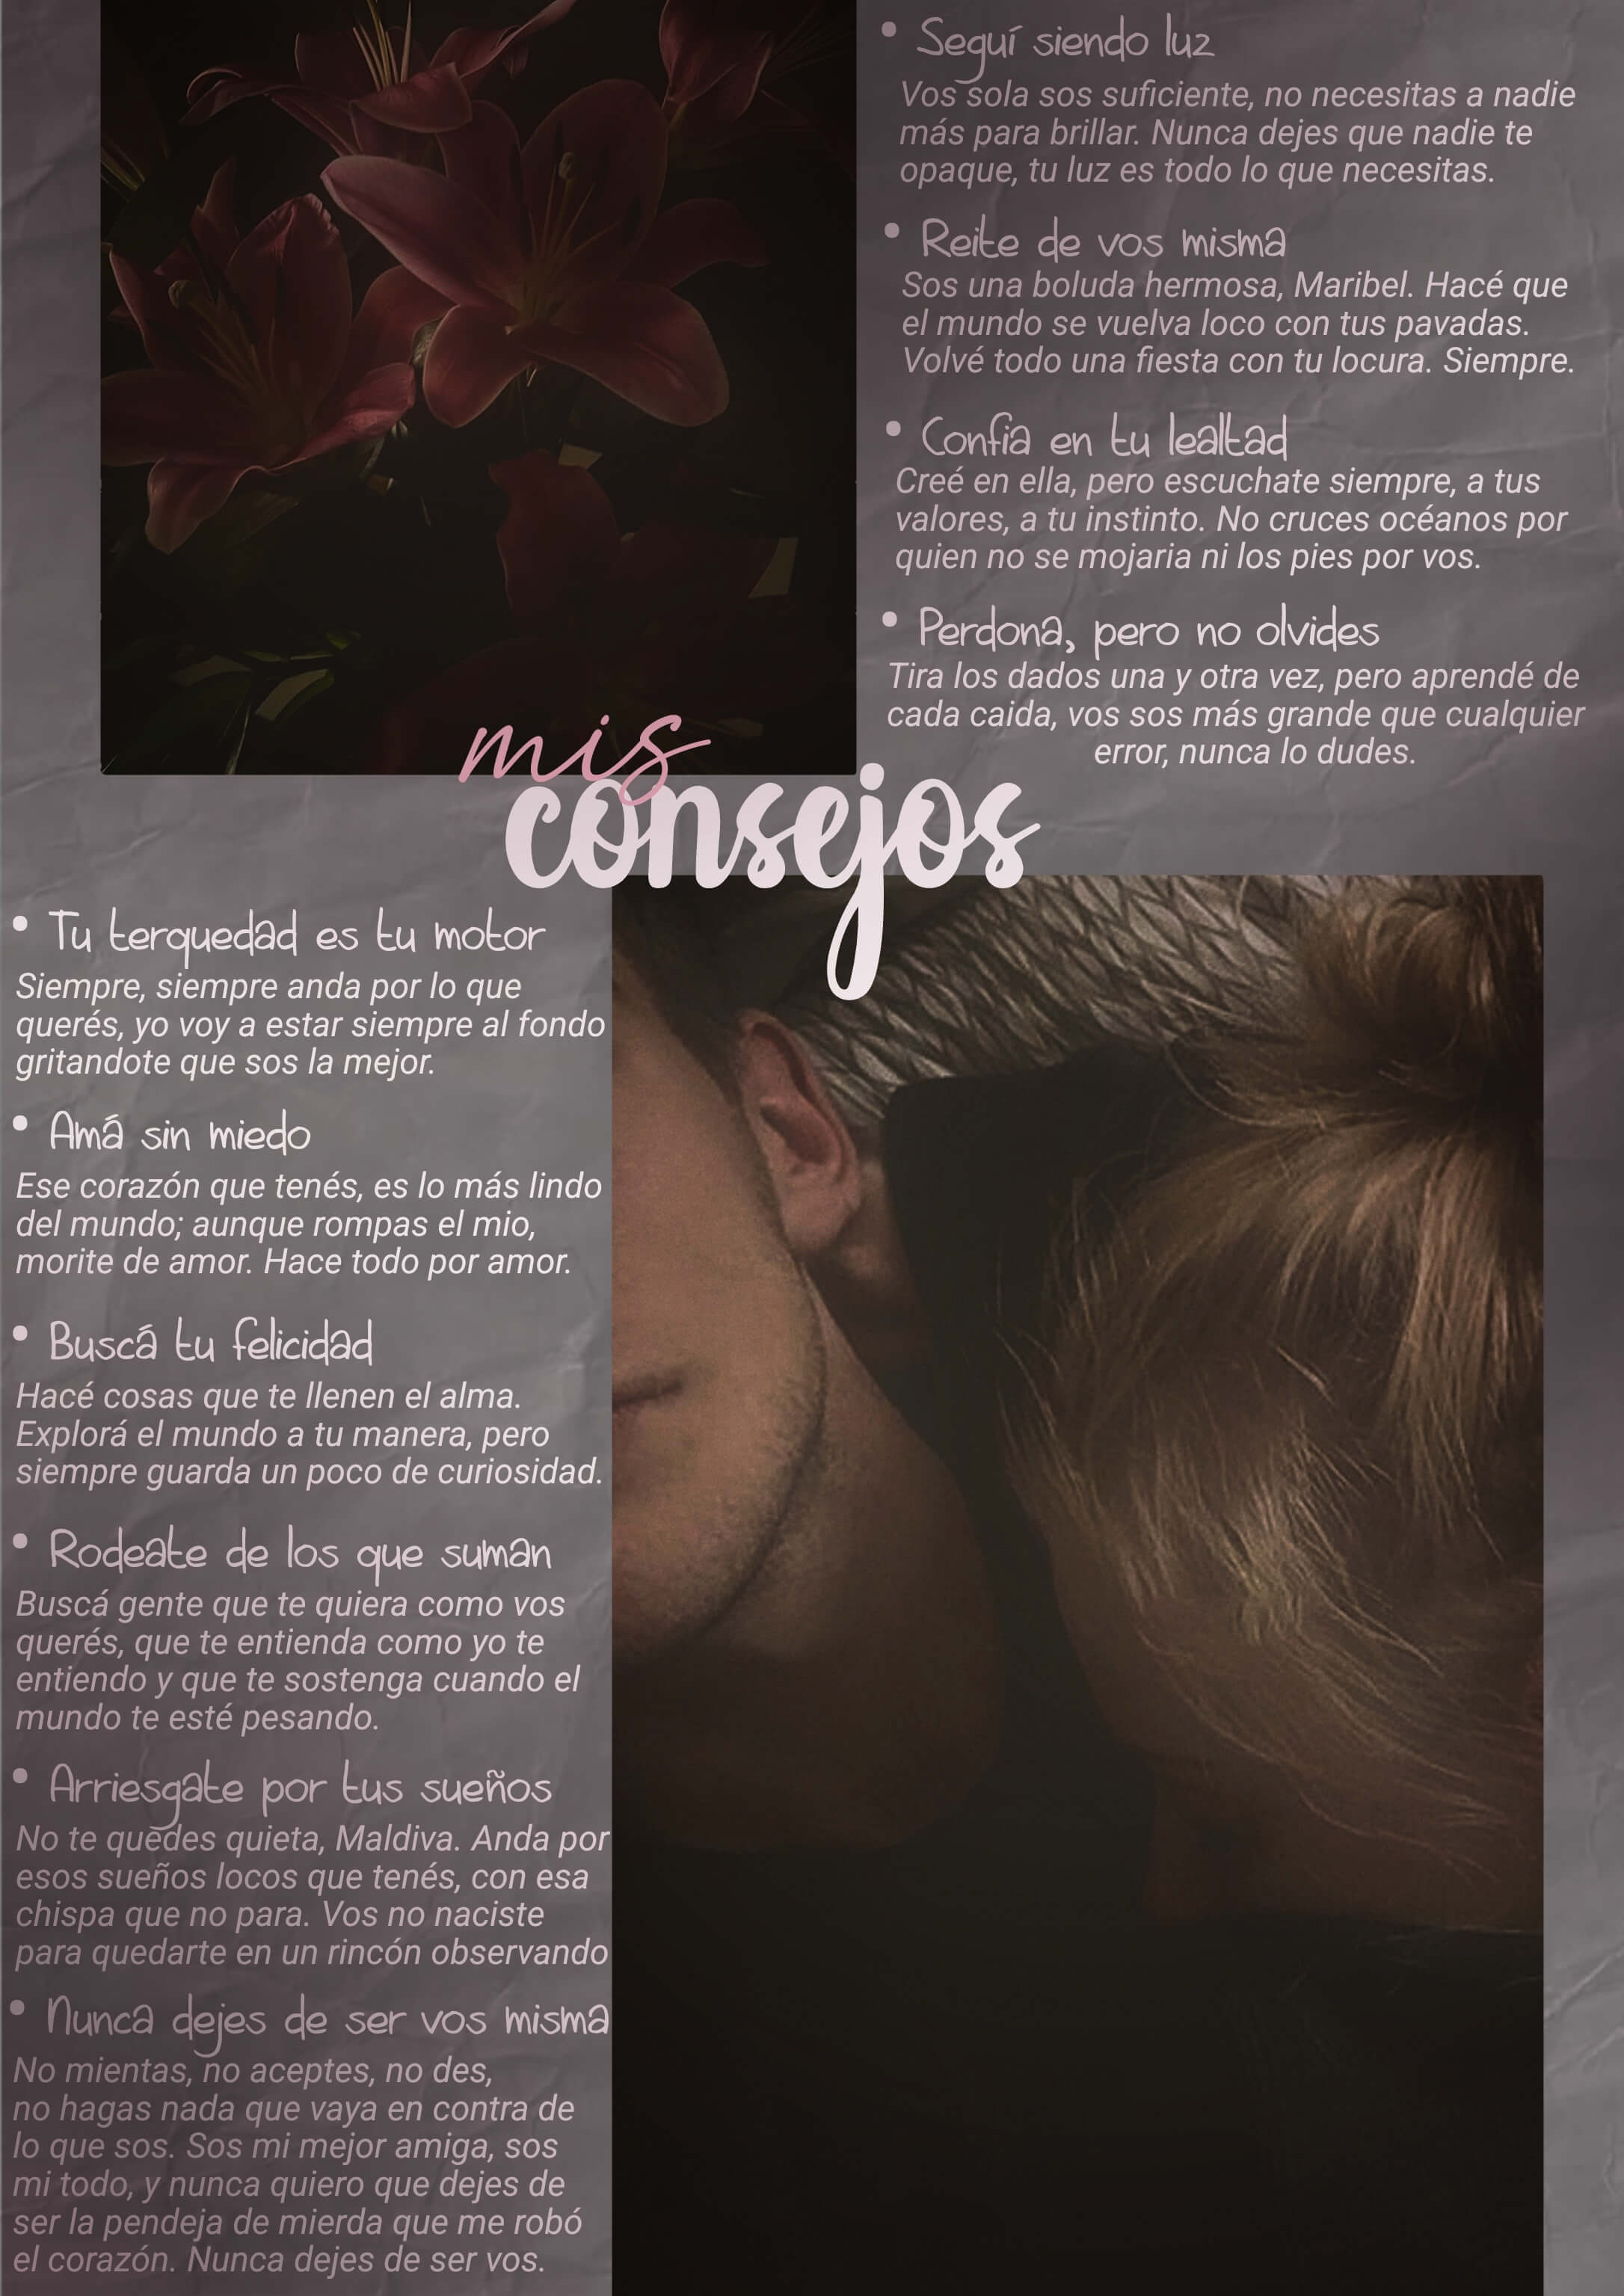 • Seguí siendo luz
Vos sola sos suficiente, no necesitas a nadie
más para brillar. Nunca dejes que nadie te
opaque, tu luz es todo lo que necesitas.
• Reite de vos misma
Sos una boluda hermosa, Maribel. Hacé que
el mundo se vuelva loco con tus pavadas.
Volvé todo una fiesta con tu locura. Siempre.
• Confia en tu lealtad
Creé en ella, pero escuchate siempre, a tus
valores, a tu instinto. No cruces océanos por
quien no se mojaria ni los pies por vos.
• Perdona, pero no olvides
Tira los dados una y otra vez, pero aprendé de
cada caida, vos sos más grande que cualquier
error, nunca lo dudes.
mis
consejos
• Tu terquedad es tu motor
Siempre, siempre anda por lo que
querés, yo voy a estar siempre al fondo
gritandote que sos la mejor.
• Amá sin miedo
Ese corazón que tenés, es lo más lindo
del mundo; aunque rompas el mio,
morite de amor. Hace todo por amor.
• Buscá tu felicidad
Hacé cosas que te llenen el alma.
Explorá el mundo a tu manera, pero
siempre guarda un poco de curiosidad.
• Rodeate de los que suman
Buscá gente que te quiera como vos
querés, que te entienda como yo te
entiendo y que te sostenga cuando el
mundo te esté pesando.
• Arriesgate por tus sueños
No te quedes quieta, Maldiva. Anda por
esos sueños locos que tenés, con esa
chispa que no para. Vos no naciste
para quedarte en un rincón observando
• Nunca dejes de ser vos misma
No mientas, no aceptes, no des,
no hagas nada que vaya en contra de
lo que sos. Sos mi mejor amiga, sos
mi todo, y nunca quiero que dejes de
ser la pendeja de mierda que me robó
el corazón. Nunca dejes de ser vos.